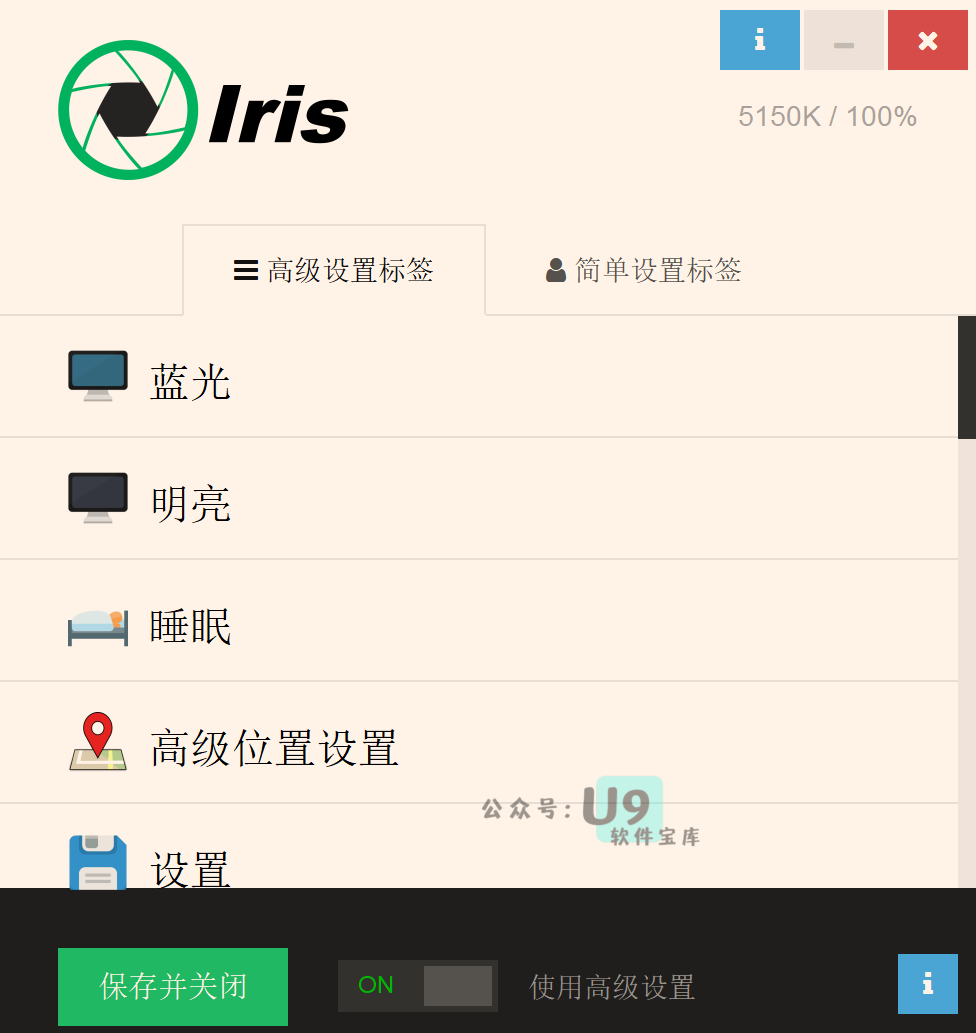 Iris
5150K / 100%
高级设置标签
简单设置标签
蓝光
明亮
睡眠
高级位置设置
公众号: U9
软件宝库
设置
保存并关闭
ON
使用高级设置